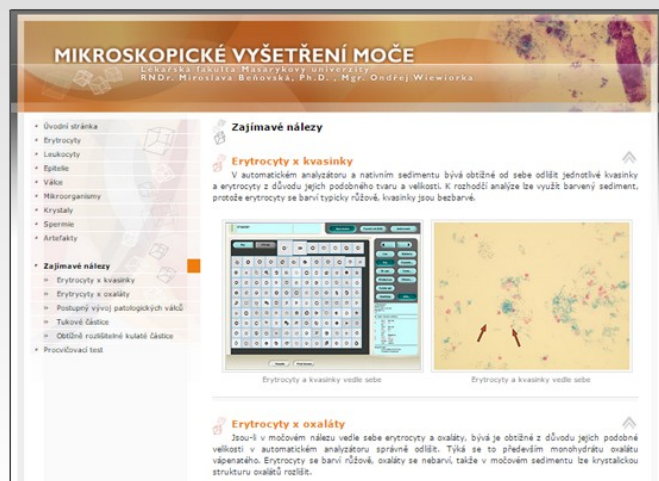 MIKROSKOPICKÉ VYŠETŘENÍ MOČE
Lékařská fakulta Masarykovy univerzity
RNDr. Miroslava Beňovská, Ph.D. , Mgr. Ondřej Wiewiorka
Úvodní stránka
Erytrocyty
Leukocyty
Epitelie
Válce
Mikroorganismy
Krystaly
Spermie
Artefakty
Zajímavé nálezy
Erytrocyty x kvasinky
Erytrycyty x oxaláty
Postupný vývoj patologických válců
Tukové částice
Obtížně rozlišitelné kulaté částice
Procvičovací test
Zajímavé nálezy
Erytrocyty x kvasinky
V automatickém analyzátoru a nativním sedimentu bývá obtížné od sebe odlišit jednotlivé kvasinky
a erytrocyty z důvodu jejich podobného tvaru a velikosti. K rozhodčí analýze lze využít barvený sediment,
protože erytrocyty se barví typicky růžově, kvasinky jsou bezbarvé.
Erytrocyty a kvasinky vedle sebe
Erytrocyty a kvasinky vedle sebe
Erytrocyty x oxaláty
Jsou-li v močovém nálezu vedle sebe erytrocyty a oxaláty, bývá je obtížné z důvodu jejich podobné
velikosti v automatickém analyzátoru správně odlišit. Týká se to především monohydrátu oxalátu
vápenatého. Erytrocyty se barví růžově, oxaláty se nebarví, takže v močovém sedimentu lze krystalickou
strukturu oxalátů rozlišit.